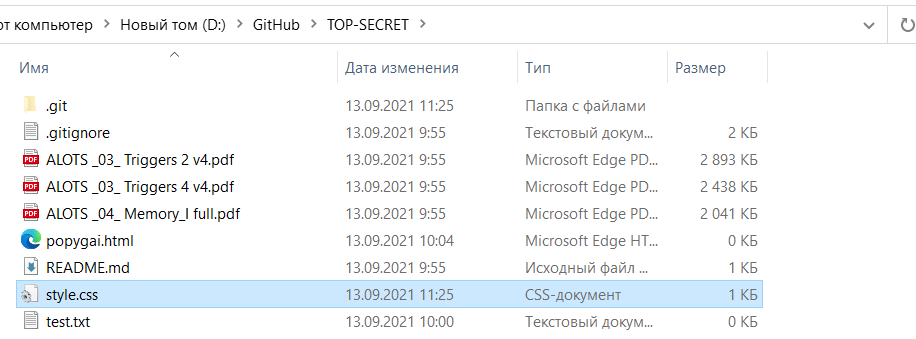 от компьютер > Новый том (D:) > GitHub > TOP-SECRET >
Имя Дата изменения Тип Размер
.git 13.09.2021 11:25 Папка с файлами
.gitignore 13.09.2021 9:55 Текстовый докум... 2 КБ
ALOTS _03_ Triggers 2 v4.pdf 13.09.2021 9:55 Microsoft Edge PD... 2 893 КБ
ALOTS _03_ Triggers 4 v4.pdf 13.09.2021 9:55 Microsoft Edge PD... 2 438 КБ
ALOTS _04_ Memory_I full.pdf 13.09.2021 9:55 Microsoft Edge PD... 2 041 КБ
popygai.html 13.09.2021 10:04 Microsoft Edge HT... 0 КБ
README.md 13.09.2021 9:55 Исходный файл ... 1 КБ
style.css 13.09.2021 11:25 CSS-документ 1 КБ
test.txt 13.09.2021 10:00 Текстовый докум... 0 КБ